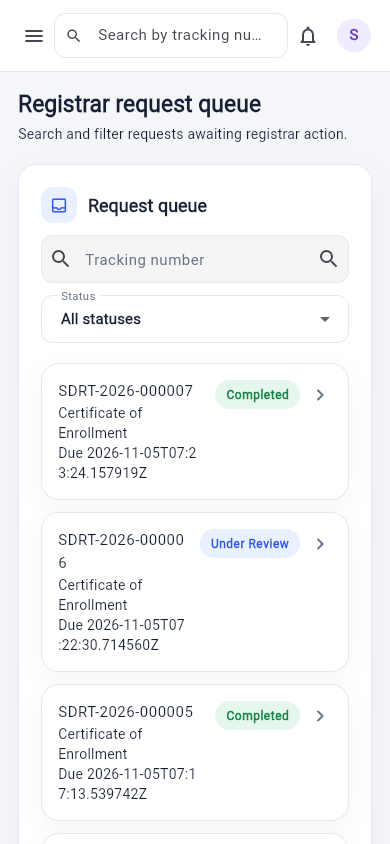 Search by tracking nu...
S
Registrar request queue
Search and filter requests awaiting registrar action.
Request queue
Tracking number
Status
All statuses
SDRT-2026-000007
Completed
Certificate of
Enrollment
Due 2026-11-05T07:2
3:24.157919Z
SDRT-2026-00000
6
Under Review
Certificate of
Enrollment
Due 2026-11-05T07
:22:30.714560Z
SDRT-2026-000005
Completed
Certificate of
Enrollment
Due 2026-11-05T07:1
7:13.539742Z